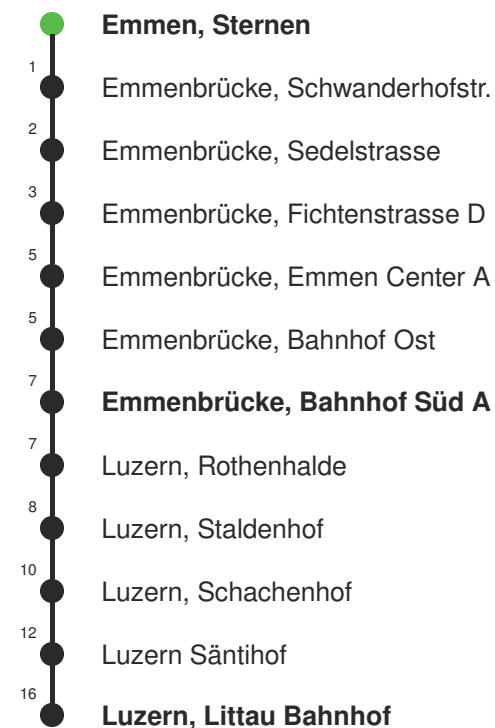 Emmen, Sternen
1
Emmenbrücke, Schwanderhofstr.
2
Emmenbrücke, Sedelstrasse
3
Emmenbrücke, Fichtenstrasse D
5
Emmenbrücke, Emmen Center A
5
Emmenbrücke, Bahnhof Ost
7
Emmenbrücke, Bahnhof Süd A
7
Luzern, Rothenhalde
8
Luzern, Staldenhof
10
Luzern, Schachenhof
12
Luzern Säntihof
16
Luzern, Littau Bahnhof